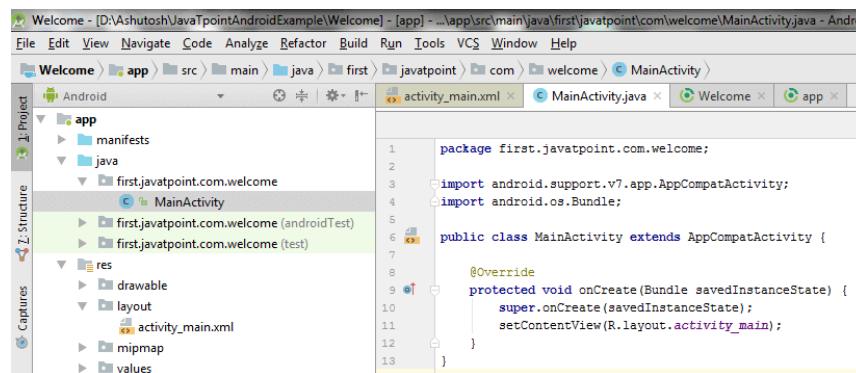 Welcome - [D:\Ashutosh\JavaTpointAndroidExample\Welcome] - [app] - ...\app\src\main\java\first\javatpoint\com\welcome\MainActivity.java - Andr
File Edit View Navigate Code Analyze Refactor Build Run Tools VCS Window Help
Welcome app src main java first javatpoint com welcome MainActivity
1: Project
Z: Structure
Captures
Android
app
manifests
java
first.javatpoint.com.welcome
MainActivity
first.javatpoint.com.welcome (androidTest)
first.javatpoint.com.welcome (test)
res
drawable
layout
activity_main.xml
mipmap
values
activity_main.xml MainActivity.java Welcome app
1 package first.javatpoint.com.welcome;
2
3 import android.support.v7.app.AppCompatActivity;
4 import android.os.Bundle;
5
6 public class MainActivity extends AppCompatActivity {
7
8 @Override
9 protected void onCreate(Bundle savedInstanceState) {
10 super.onCreate(savedInstanceState);
11 setContentView(R.layout.activity_main);
12 }
13 }